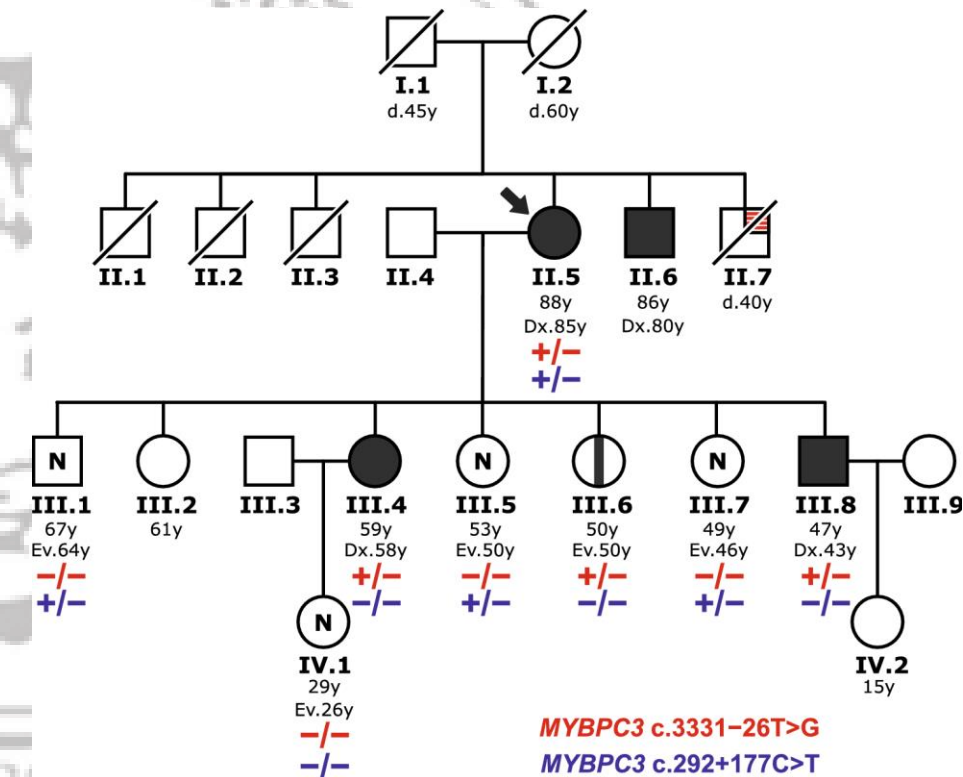 I.1 I.2
d.45y d.60y
II.1 II.2 II.3 II.4 II.5 II.6 II.7
88y 86y d.40y
Dx.85y Dx.80y
+/−
+/−
N N N
III.1 III.2 III.3 III.4 III.5 III.6 III.7 III.8 III.9
67y 61y 59y 53y 50y 49y 47y
Ev.64y Dx.58y Ev.50y Ev.50y Ev.46y Dx.43y
−/− +/− −/− +/− −/− +/−
+/− −/− +/− −/− +/− −/−
N
IV.1 IV.2
29y 15y
Ev.26y
−/−
−/−
MYBPC3 c.3331−26T>G
MYBPC3 c.292+177C>T